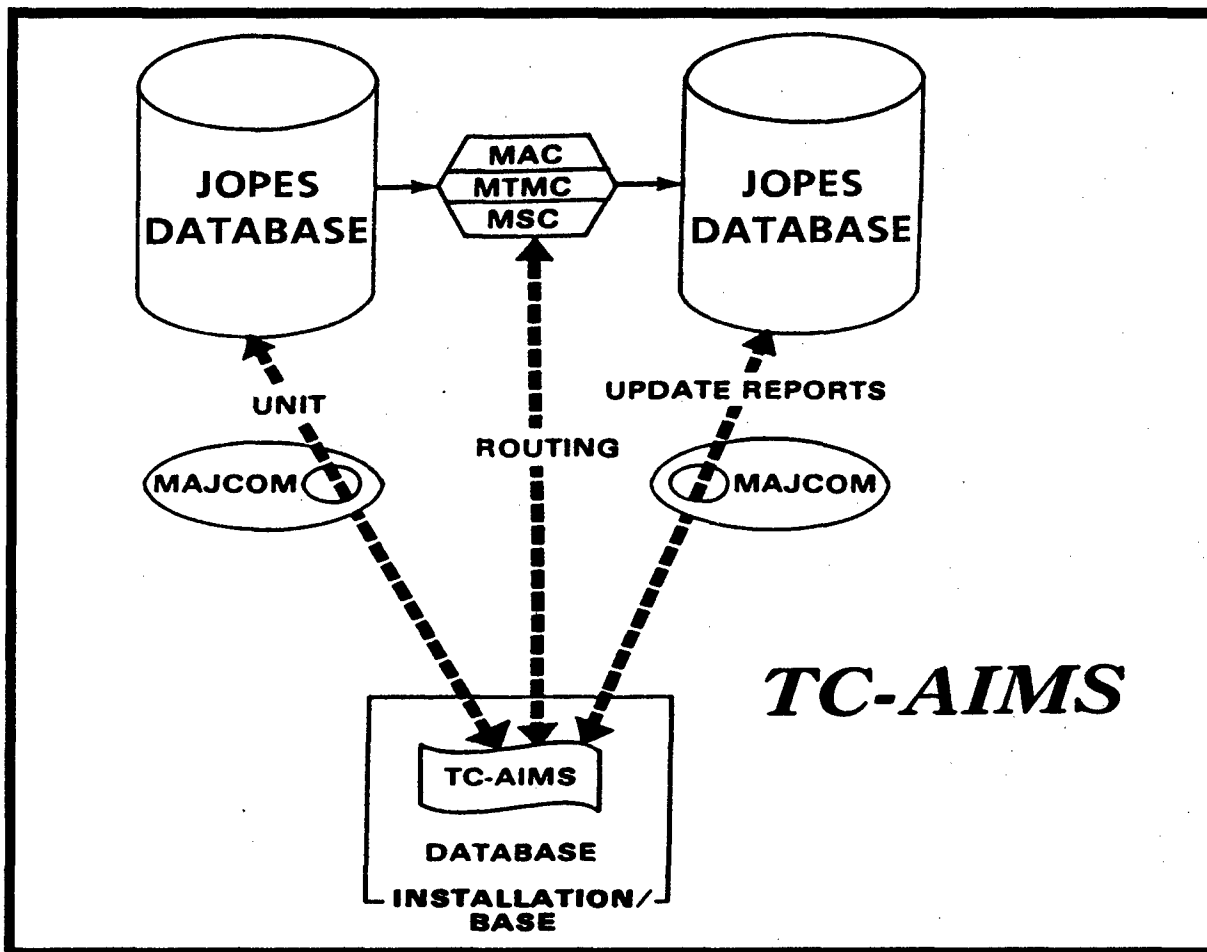 JOPES
DATABASE
MAC
MTMC
MSC
JOPES
DATABASE
UNIT
ROUTING
UPDATE REPORTS
MAJCOM
MAJCOM
TC-AIMS
TC-AIMS
DATABASE
INSTALLATION/
BASE